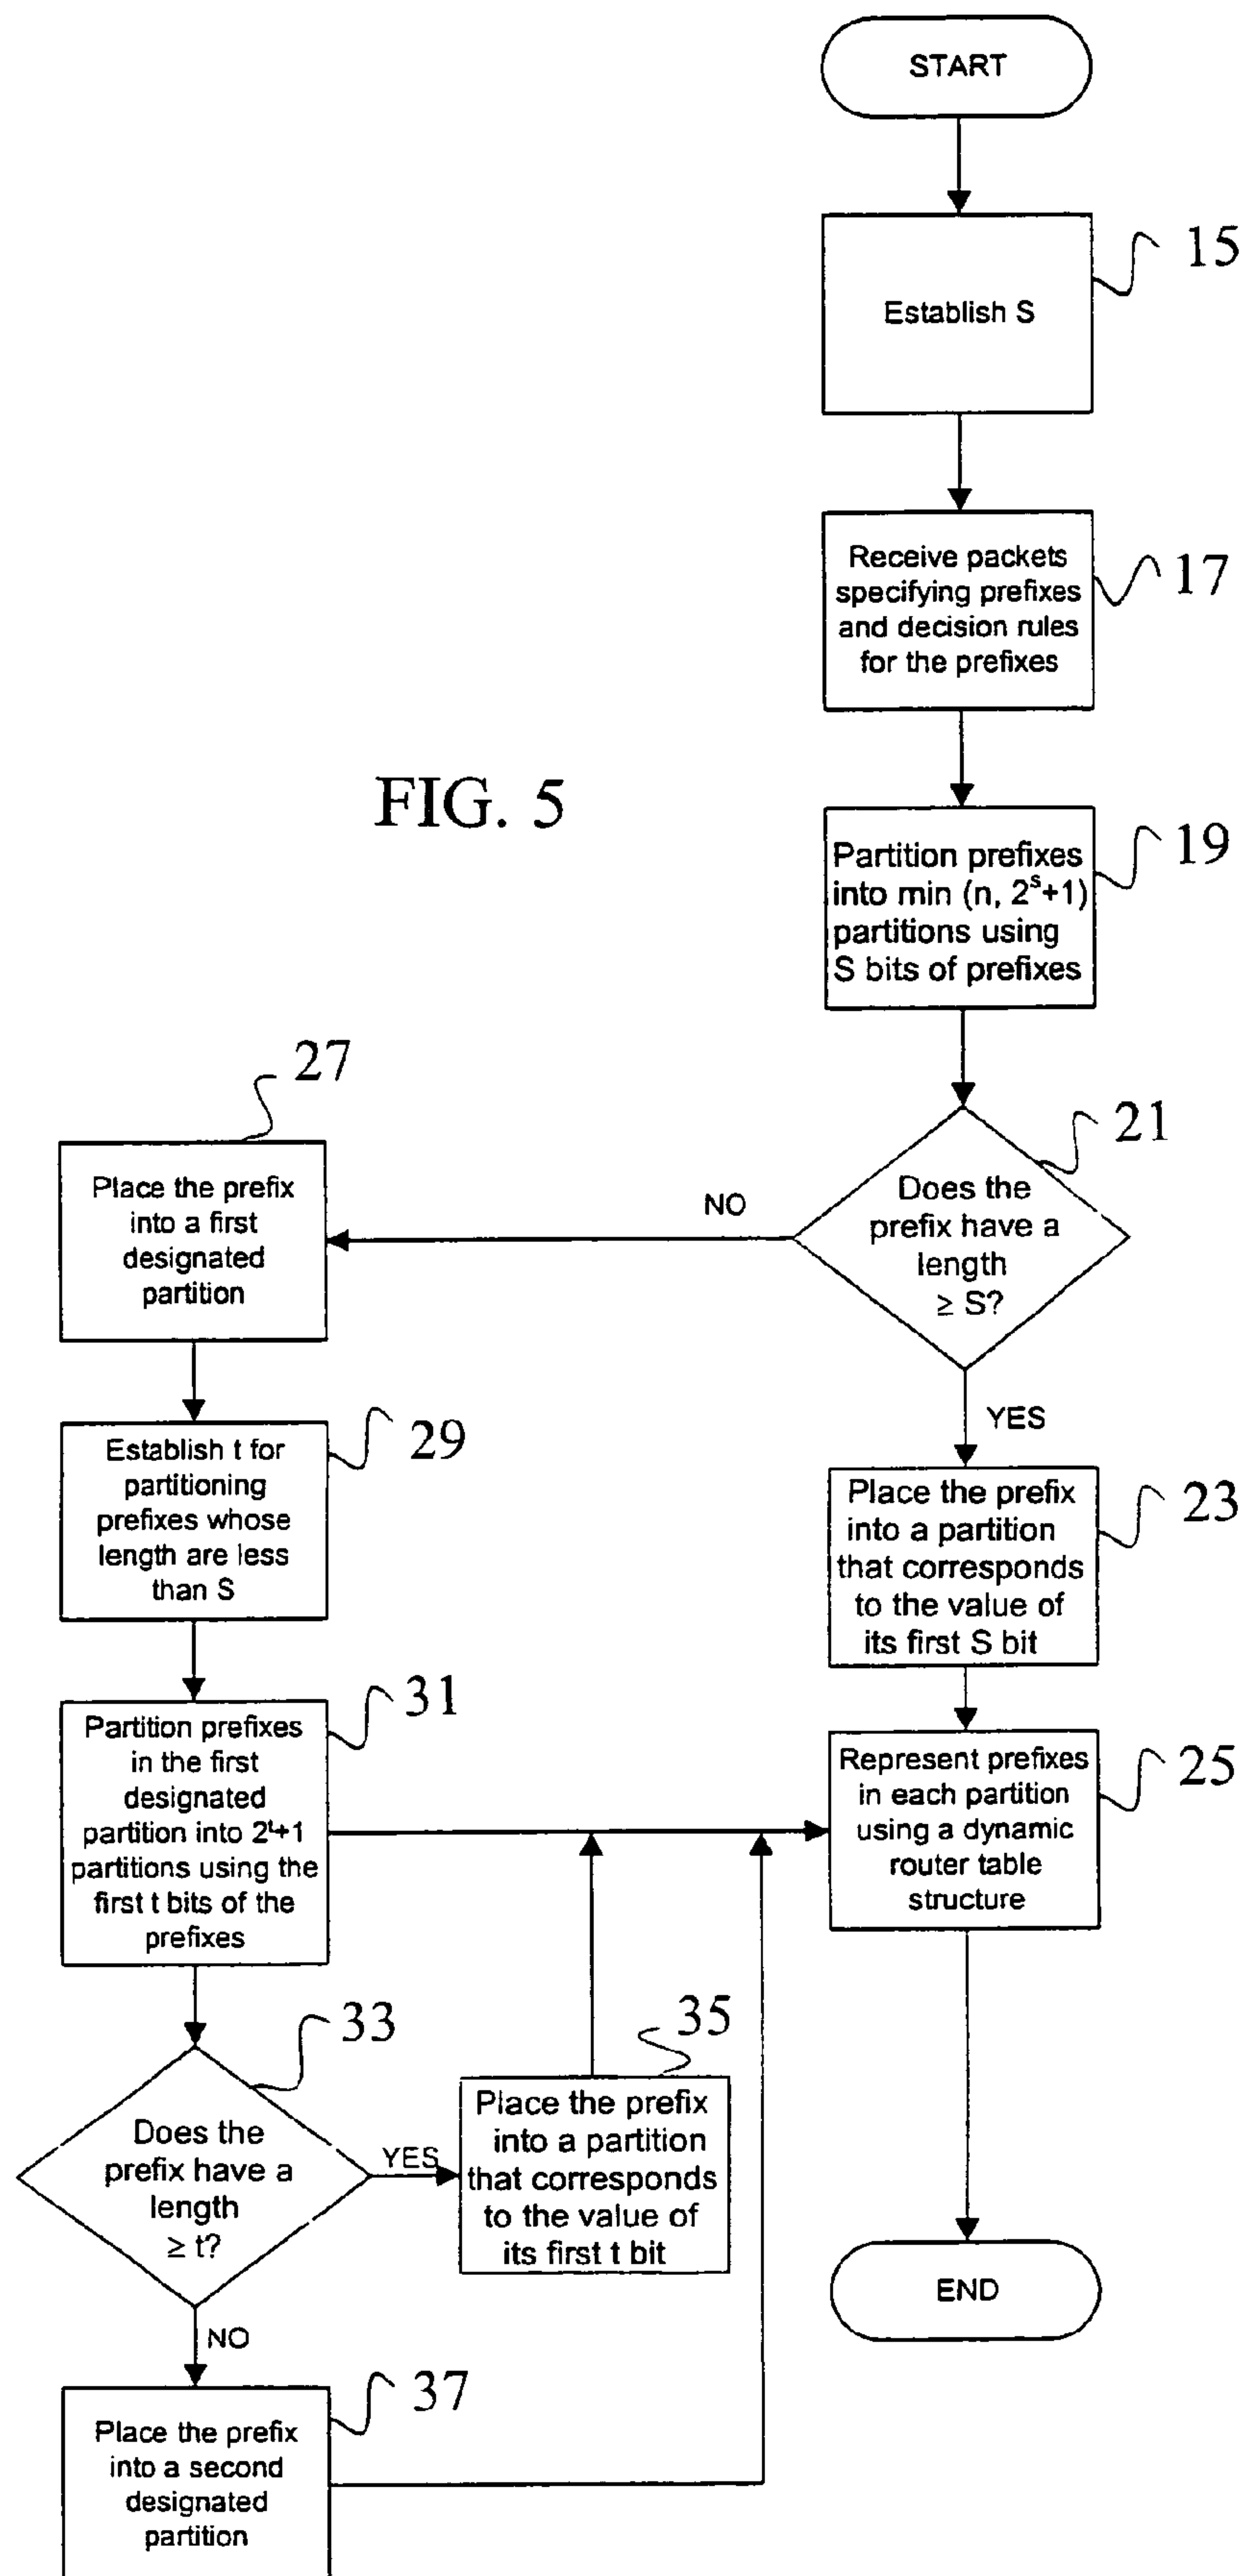 START
Establish S
15
Receive packets
specifying prefixes
and decision rules
for the prefixes
17
FIG. 5
Partition prefixes
into min (n, 2ˢ+1)
partitions using
S bits of prefixes
19
Does the
prefix have a
length
≥ S?
21
NO
YES
27
Place the prefix
into a first
designated
partition
Establish t for
partitioning
prefixes whose
length are less
than S
29
Place the prefix
into a partition
that corresponds
to the value of
its first S bit
23
Partition prefixes
in the first
designated
partition into 2ᵗ+1
partitions using the
first t bits of the
prefixes
31
Represent prefixes
in each partition
using a dynamic
router table
structure
25
Does the
prefix have a
length
≥ t?
33
YES
35
Place the prefix
into a partition
that corresponds
to the value of
its first t bit
NO
END
Place the prefix
into a second
designated
partition
37